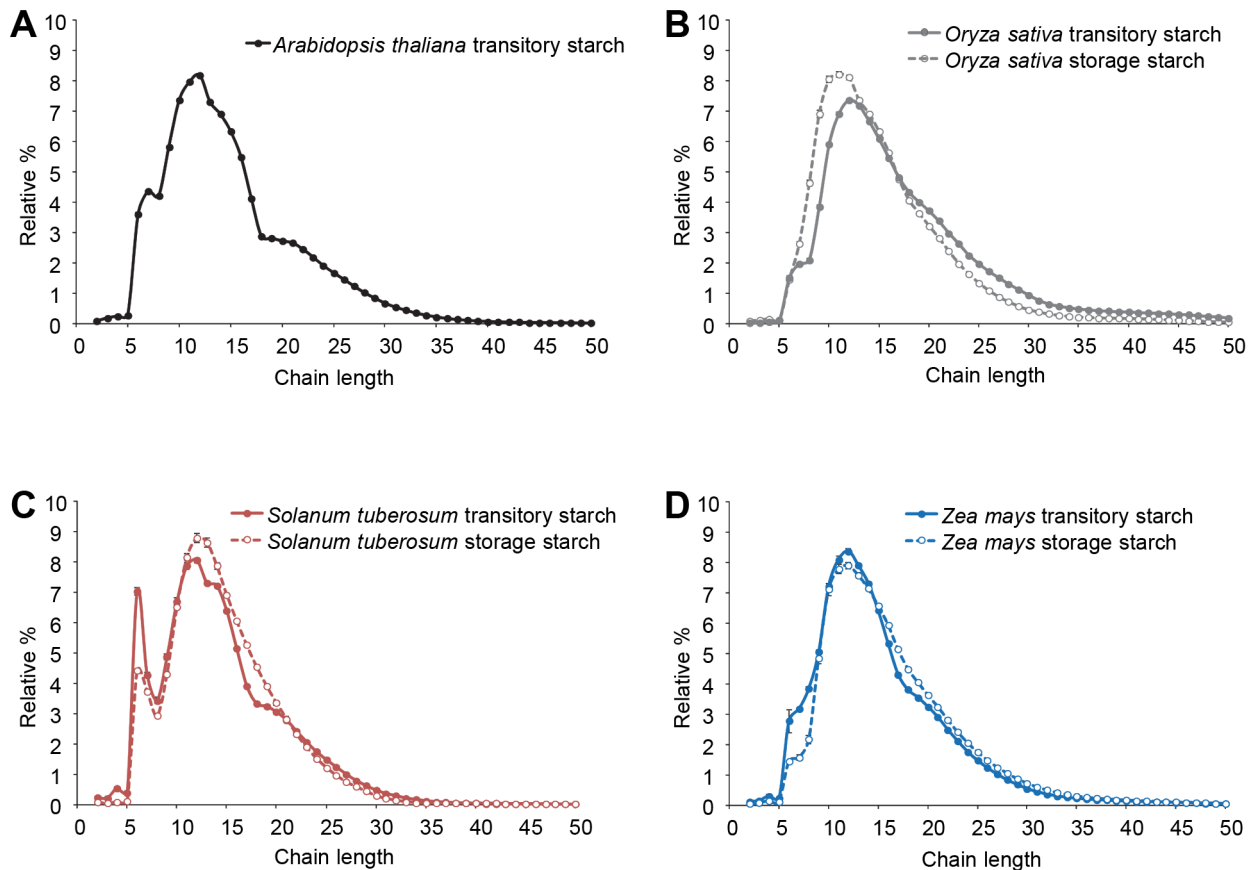 A
Arabidopsis thaliana transitory starch
Relative %
10
9
8
7
6
5
4
3
2
1
0
0 5 10 15 20 25 30 35 40 45 50
Chain length
B
Oryza sativa transitory starch
Oryza sativa storage starch
Relative %
10
9
8
7
6
5
4
3
2
1
0
0 5 10 15 20 25 30 35 40 45 50
Chain length
C
Solanum tuberosum transitory starch
Solanum tuberosum storage starch
Relative %
10
9
8
7
6
5
4
3
2
1
0
0 5 10 15 20 25 30 35 40 45 50
Chain length
D
Zea mays transitory starch
Zea mays storage starch
Relative %
10
9
8
7
6
5
4
3
2
1
0
0 5 10 15 20 25 30 35 40 45 50
Chain length